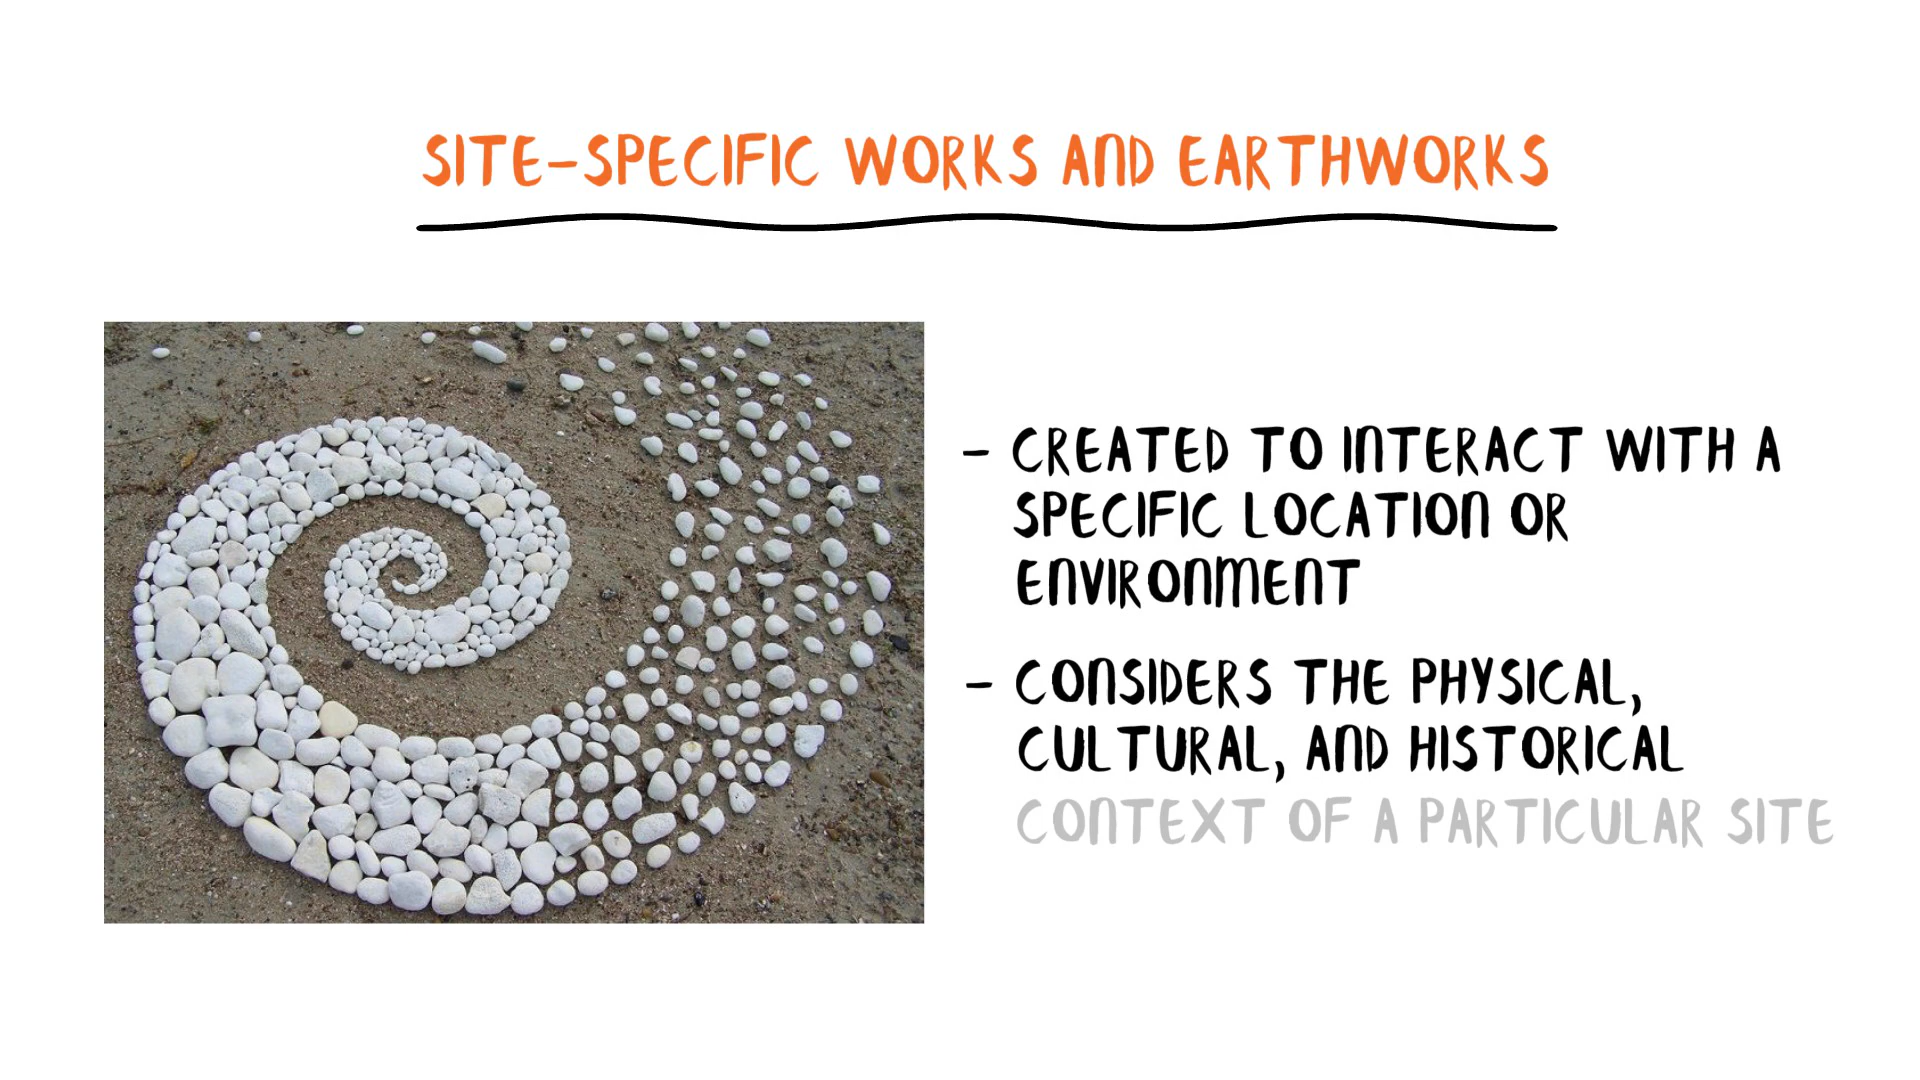 SITE-SPECIFIC WORKS AND EARTHWORKS
- CREATED TO INTERACT WITH A
SPECIFIC LOCATION OR
ENVIRONMENT
- CONSIDERS THE PHYSICAL,
CULTURAL, AND HISTORICAL
CONTEXT OF A PARTICULAR SITE